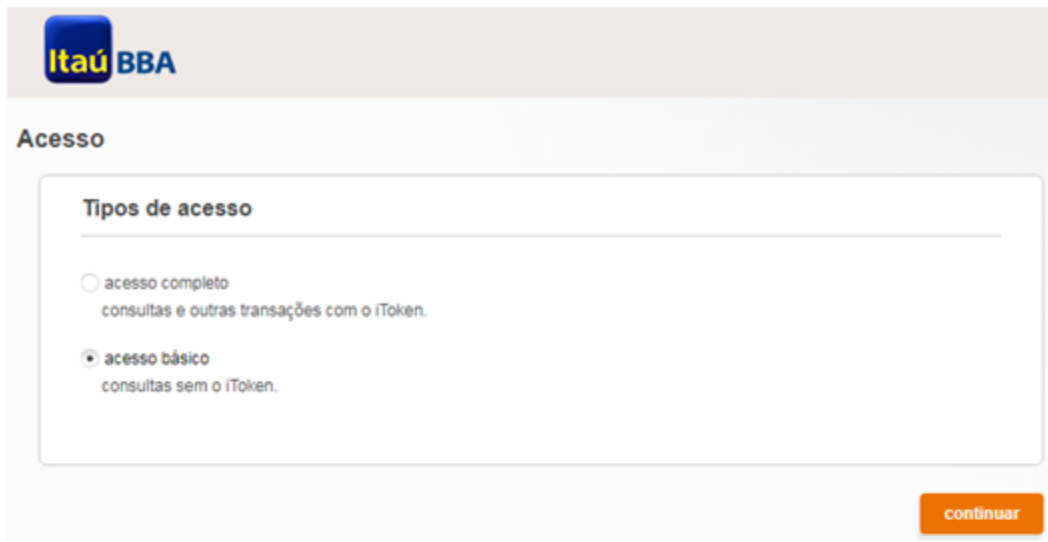 Itaú BBA
Acesso
Tipos de acesso
acesso completo
consultas e outras transações com o iToken.
acesso básico
consultas sem o iToken.
continuar